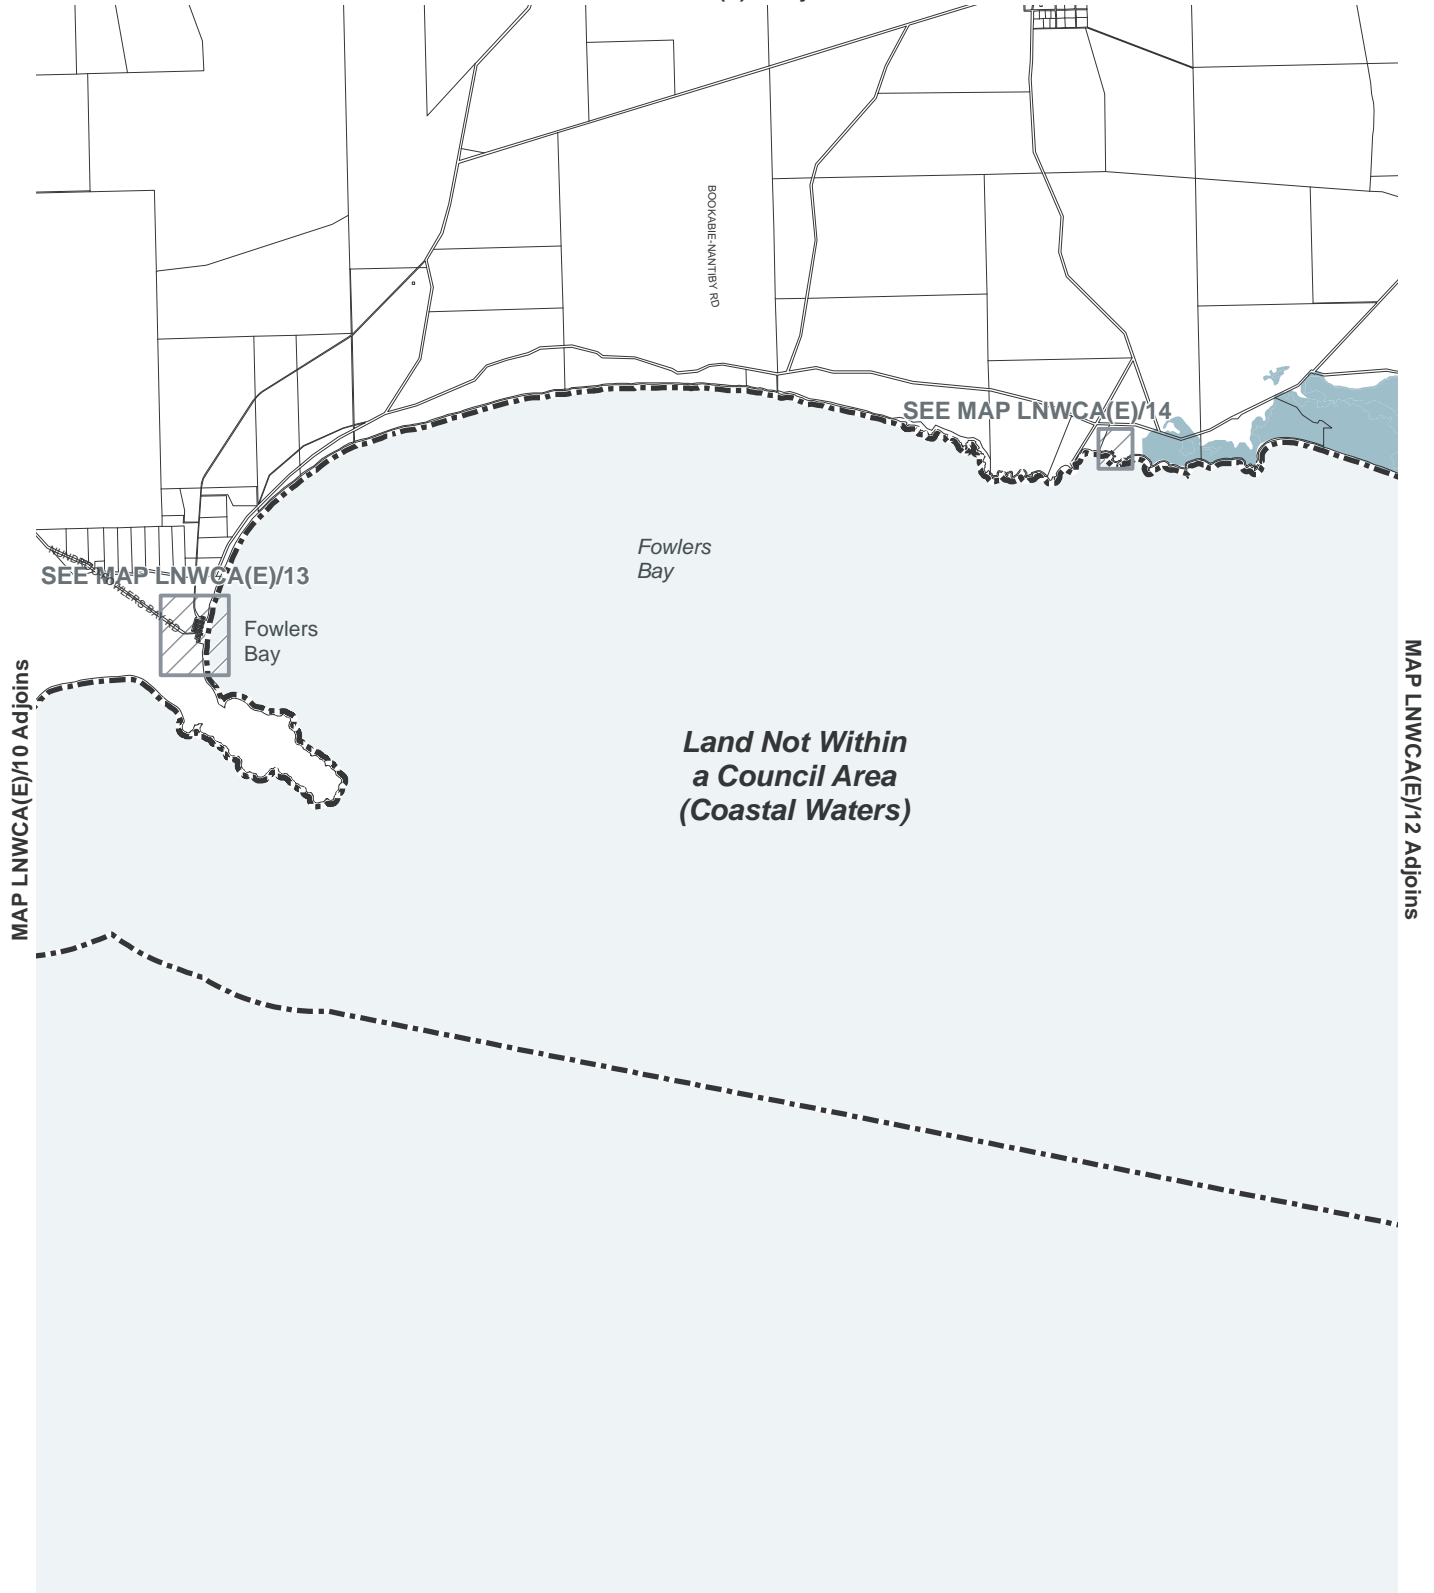 BOOKABIE-NANTIBY RD
SEE MAP LNWCA(E)/14
Fowlers
Bay
SEE MAP LNWCA(E)/13
Fowlers
Bay
Land Not Within
a Council Area
(Coastal Waters)
MAP LNWCA(E)/10 Adjoins
MAP LNWCA(E)/12 Adjoins